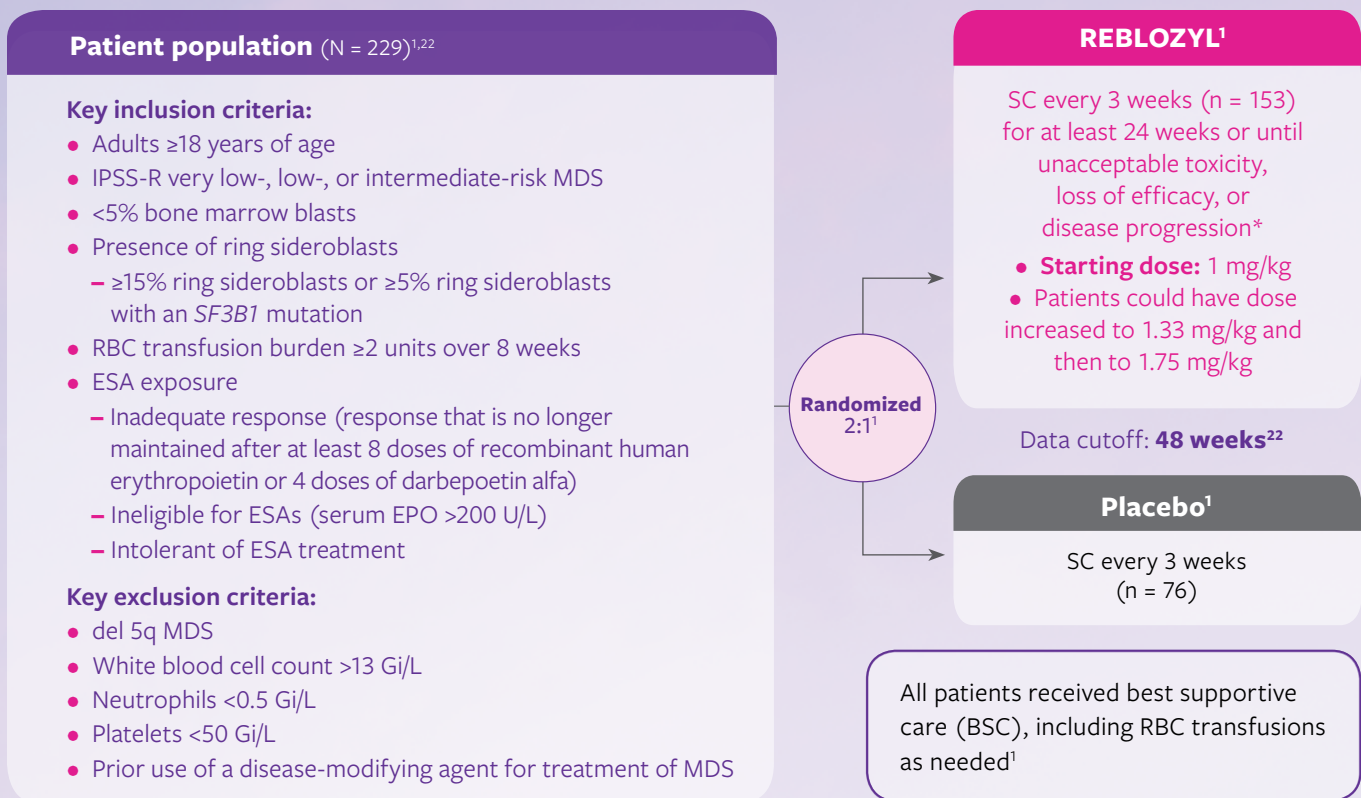 Patient population (N = 229)1,22
Key inclusion criteria:
• Adults ≥18 years of age
• IPSS-R very low-, low-, or intermediate-risk MDS
• <5% bone marrow blasts
• Presence of ring sideroblasts
– ≥15% ring sideroblasts or ≥5% ring sideroblasts
with an SF3B1 mutation
• RBC transfusion burden ≥2 units over 8 weeks
• ESA exposure
– Inadequate response (response that is no longer
maintained after at least 8 doses of recombinant human
erythropoietin or 4 doses of darbepoetin alfa)
– Ineligible for ESAs (serum EPO >200 U/L)
– Intolerant of ESA treatment
Key exclusion criteria:
• del 5q MDS
• White blood cell count >13 Gi/L
• Neutrophils <0.5 Gi/L
• Platelets <50 Gi/L
• Prior use of a disease-modifying agent for treatment of MDS
Randomized
2:1¹
REBLOZYL¹
SC every 3 weeks (n = 153)
for at least 24 weeks or until
unacceptable toxicity,
loss of efficacy, or
disease progression*
• Starting dose: 1 mg/kg
• Patients could have dose
increased to 1.33 mg/kg and
then to 1.75 mg/kg
Data cutoff: 48 weeks²²
Placebo¹
SC every 3 weeks
(n = 76)
All patients received best supportive
care (BSC), including RBC transfusions
as needed¹